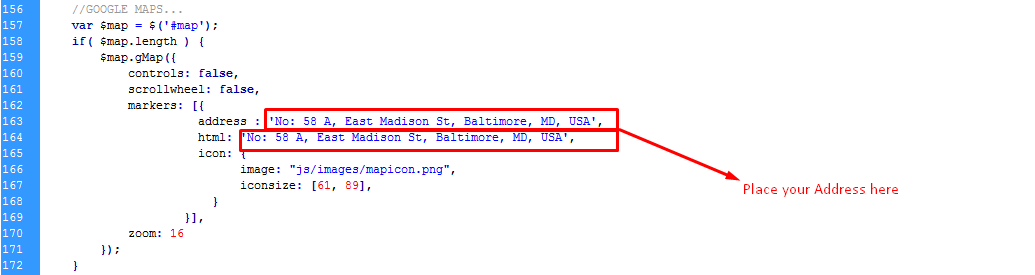 156 //GOOGLE MAPS...
157 var $map = $('#map');
158 if( $map.length ) {
159 $map.gMap({
160 controls: false,
161 scrollwheel: false,
162 markers: [{
163 address : 'No: 58 A, East Madison St, Baltimore, MD, USA',
164 html: 'No: 58 A, East Madison St, Baltimore, MD, USA',
165 icon: {
166 image: "js/images/mapicon.png",
167 iconsize: [61, 89],
168 }
Place your Address here
169 }],
170 zoom: 16
171 });
172 }